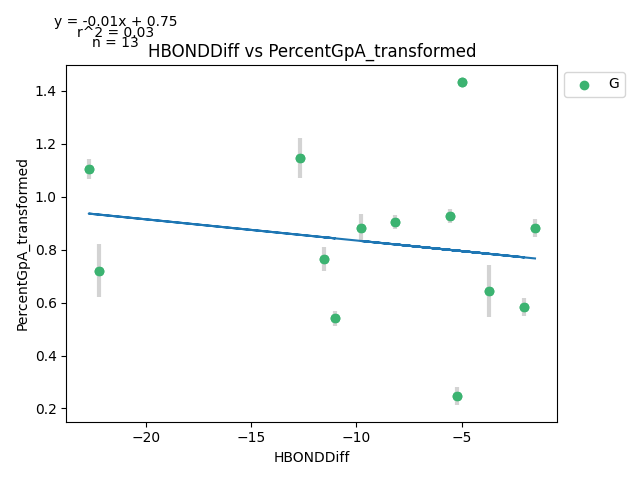 y = -0.01x + 0.75
r^2 = 0.03
n = 13
HBONDDiff vs PercentGpA_transformed
G
PercentGpA_transformed
1.4
1.2
1.0
0.8
0.6
0.4
0.2
−20
−15
−10
−5
HBONDDiff